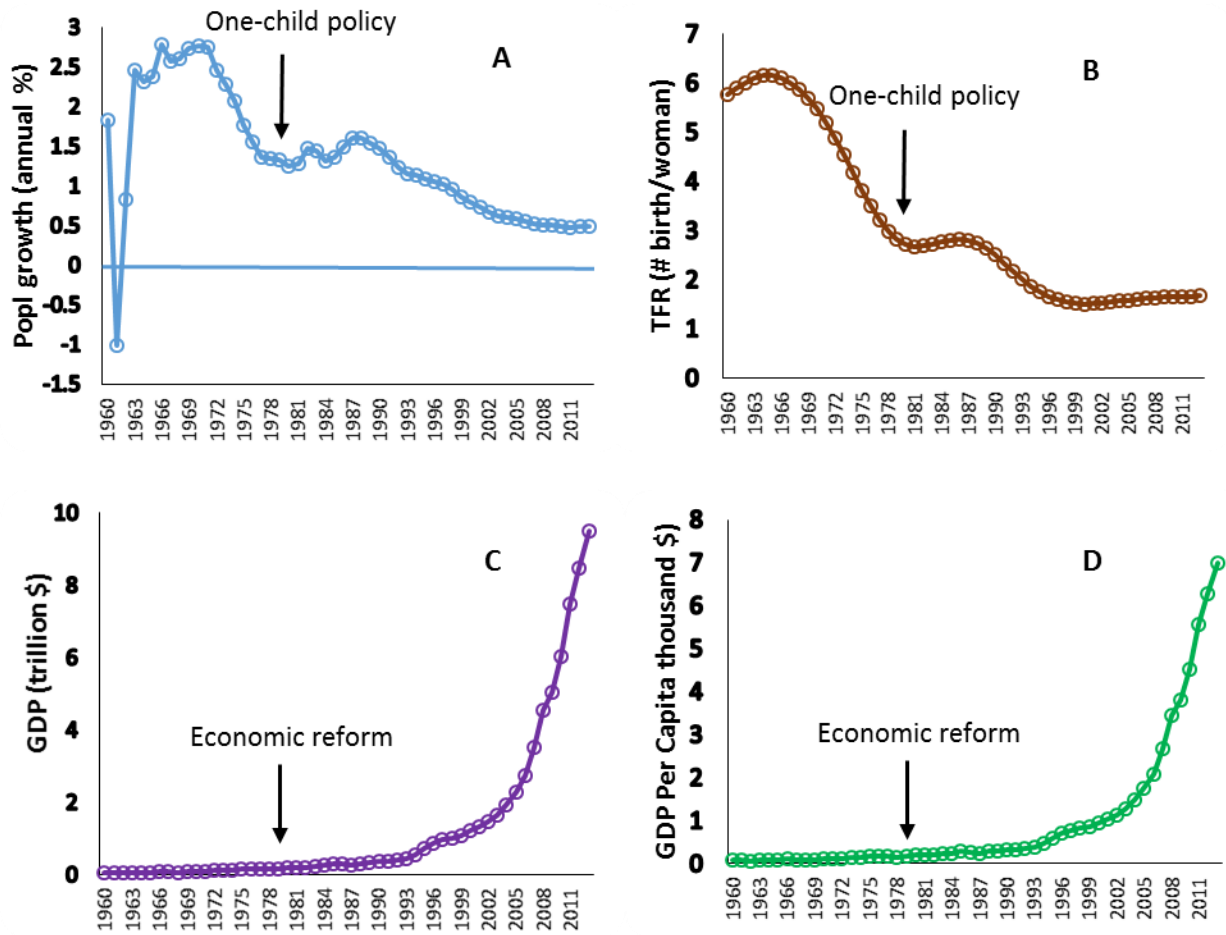 One-child policy
A
Popl growth (annual %)
3
2.5
2
1.5
1
0.5
0
-0.5
-1
-1.5
1960 1963 1966 1969 1972 1975 1978 1981 1984 1987 1990 1993 1996 1999 2002 2005 2008 2011
One-child policy
B
TFR (# birth/woman)
7
6
5
4
3
2
1
0
1960 1963 1966 1969 1972 1975 1978 1981 1984 1987 1990 1993 1996 1999 2002 2005 2008 2011
Economic reform
C
GDP (trillion $)
10
8
6
4
2
0
1960 1963 1966 1969 1972 1975 1978 1981 1984 1987 1990 1993 1996 1999 2002 2005 2008 2011
Economic reform
D
GDP Per Capita thousand $)
8
7
6
5
4
3
2
1
0
1960 1963 1966 1969 1972 1975 1978 1981 1984 1987 1990 1993 1996 1999 2002 2005 2008 2011